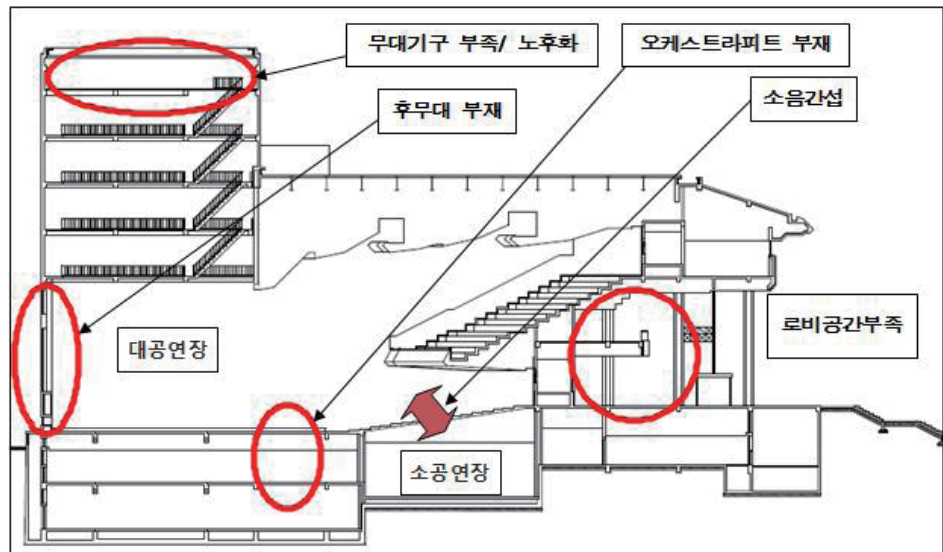 무대기구 부족/ 노후화
오케스트라피트 부재
후무대 부재
소음간섭
로비공간부족
대공연장
소공연장